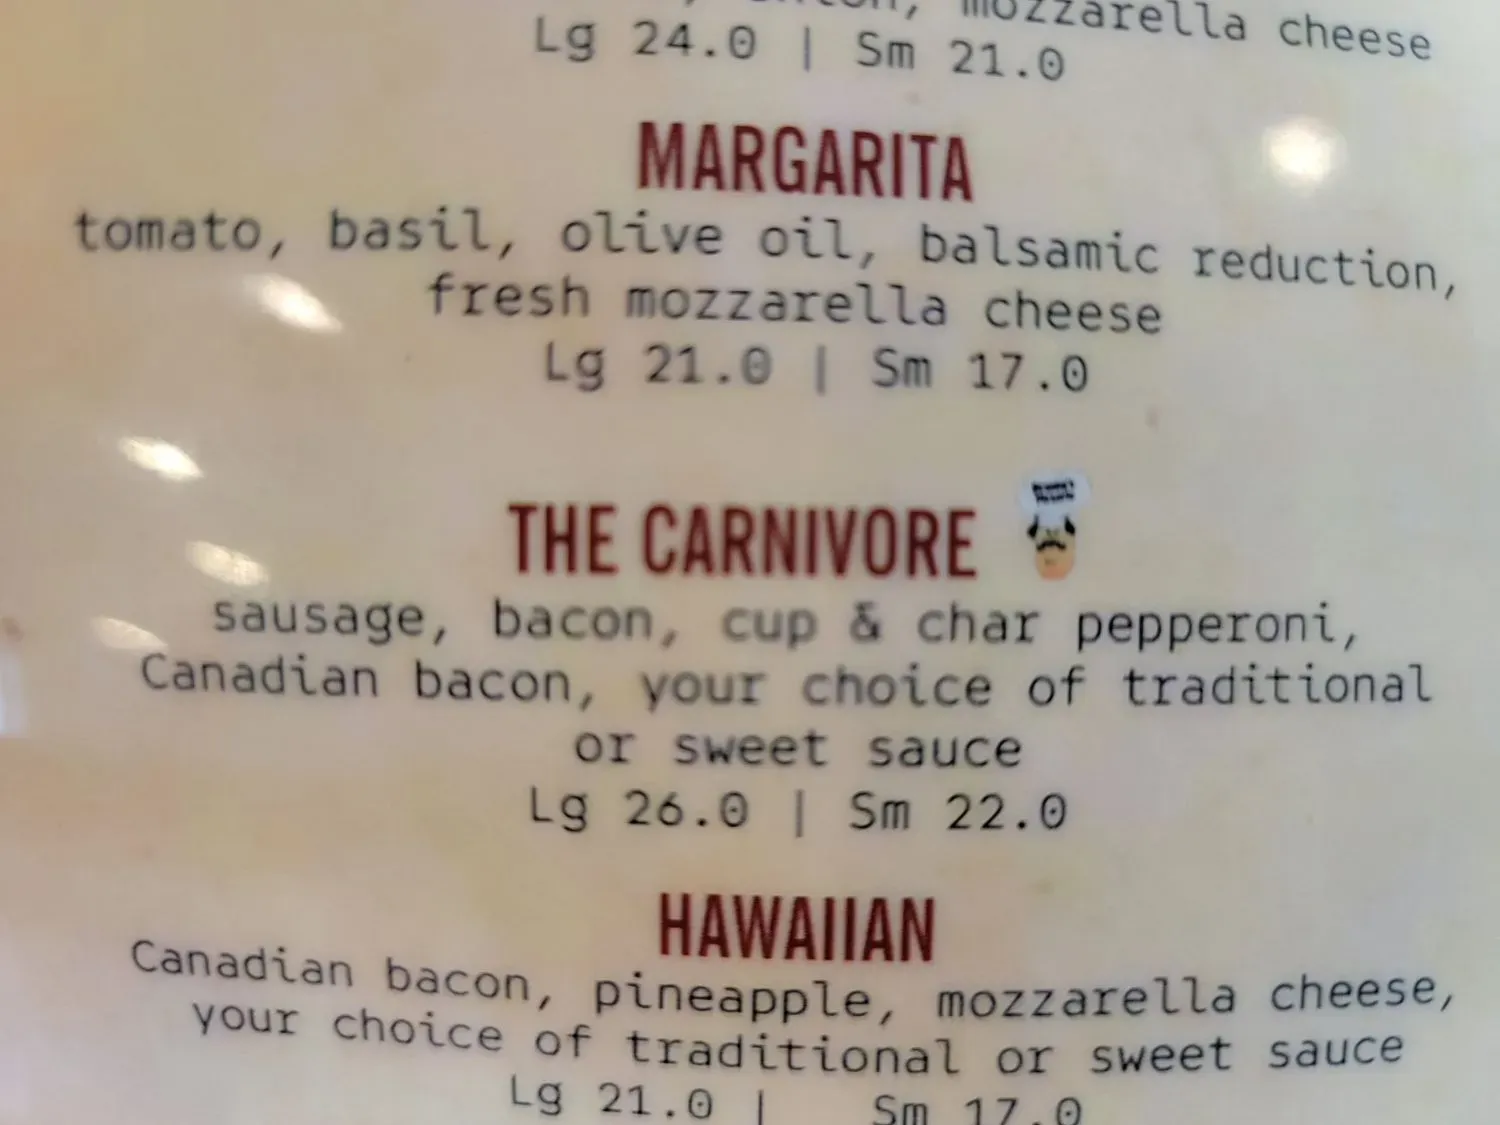 mozzarella cheese
Lg 24.0 | Sm 21.0
MARGARITA
tomato, basil, olive oil, balsamic reduction,
fresh mozzarella cheese
Lg 21.0 | Sm 17.0
THE CARNIVORE
sausage, bacon, cup & char pepperoni,
Canadian bacon, your choice of traditional
or sweet sauce
Lg 26.0 | Sm 22.0
HAWAIIAN
Canadian bacon, pineapple, mozzarella cheese,
your choice of traditional or sweet sauce
Lg 21.0 | Sm 17.0